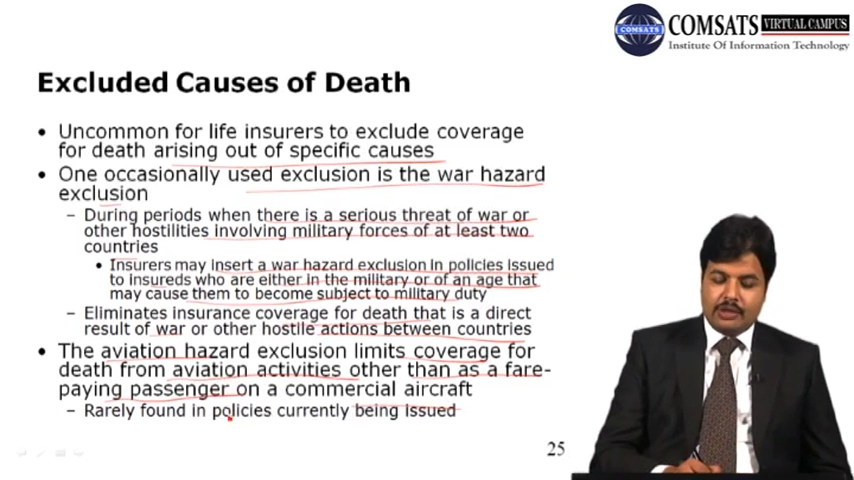 COMSATS VIRTUAL CAMPUS
COMSATS
Institute Of Information Technology
Excluded Causes of Death
• Uncommon for life insurers to exclude coverage
for death arising out of specific causes
• One occasionally used exclusion is the war hazard
exclusion
– During periods when there is a serious threat of war or
other hostilities involving military forces of at least two
countries
• Insurers may insert a war hazard exclusion in policies issued
to insureds who are either in the military or of an age that
may cause them to become subject to military duty
– Eliminates insurance coverage for death that is a direct
result of war or other hostile actions between countries
• The aviation hazard exclusion limits coverage for
death from aviation activities other than as a fare-
paying passenger on a commercial aircraft
– Rarely found in policies currently being issued
25